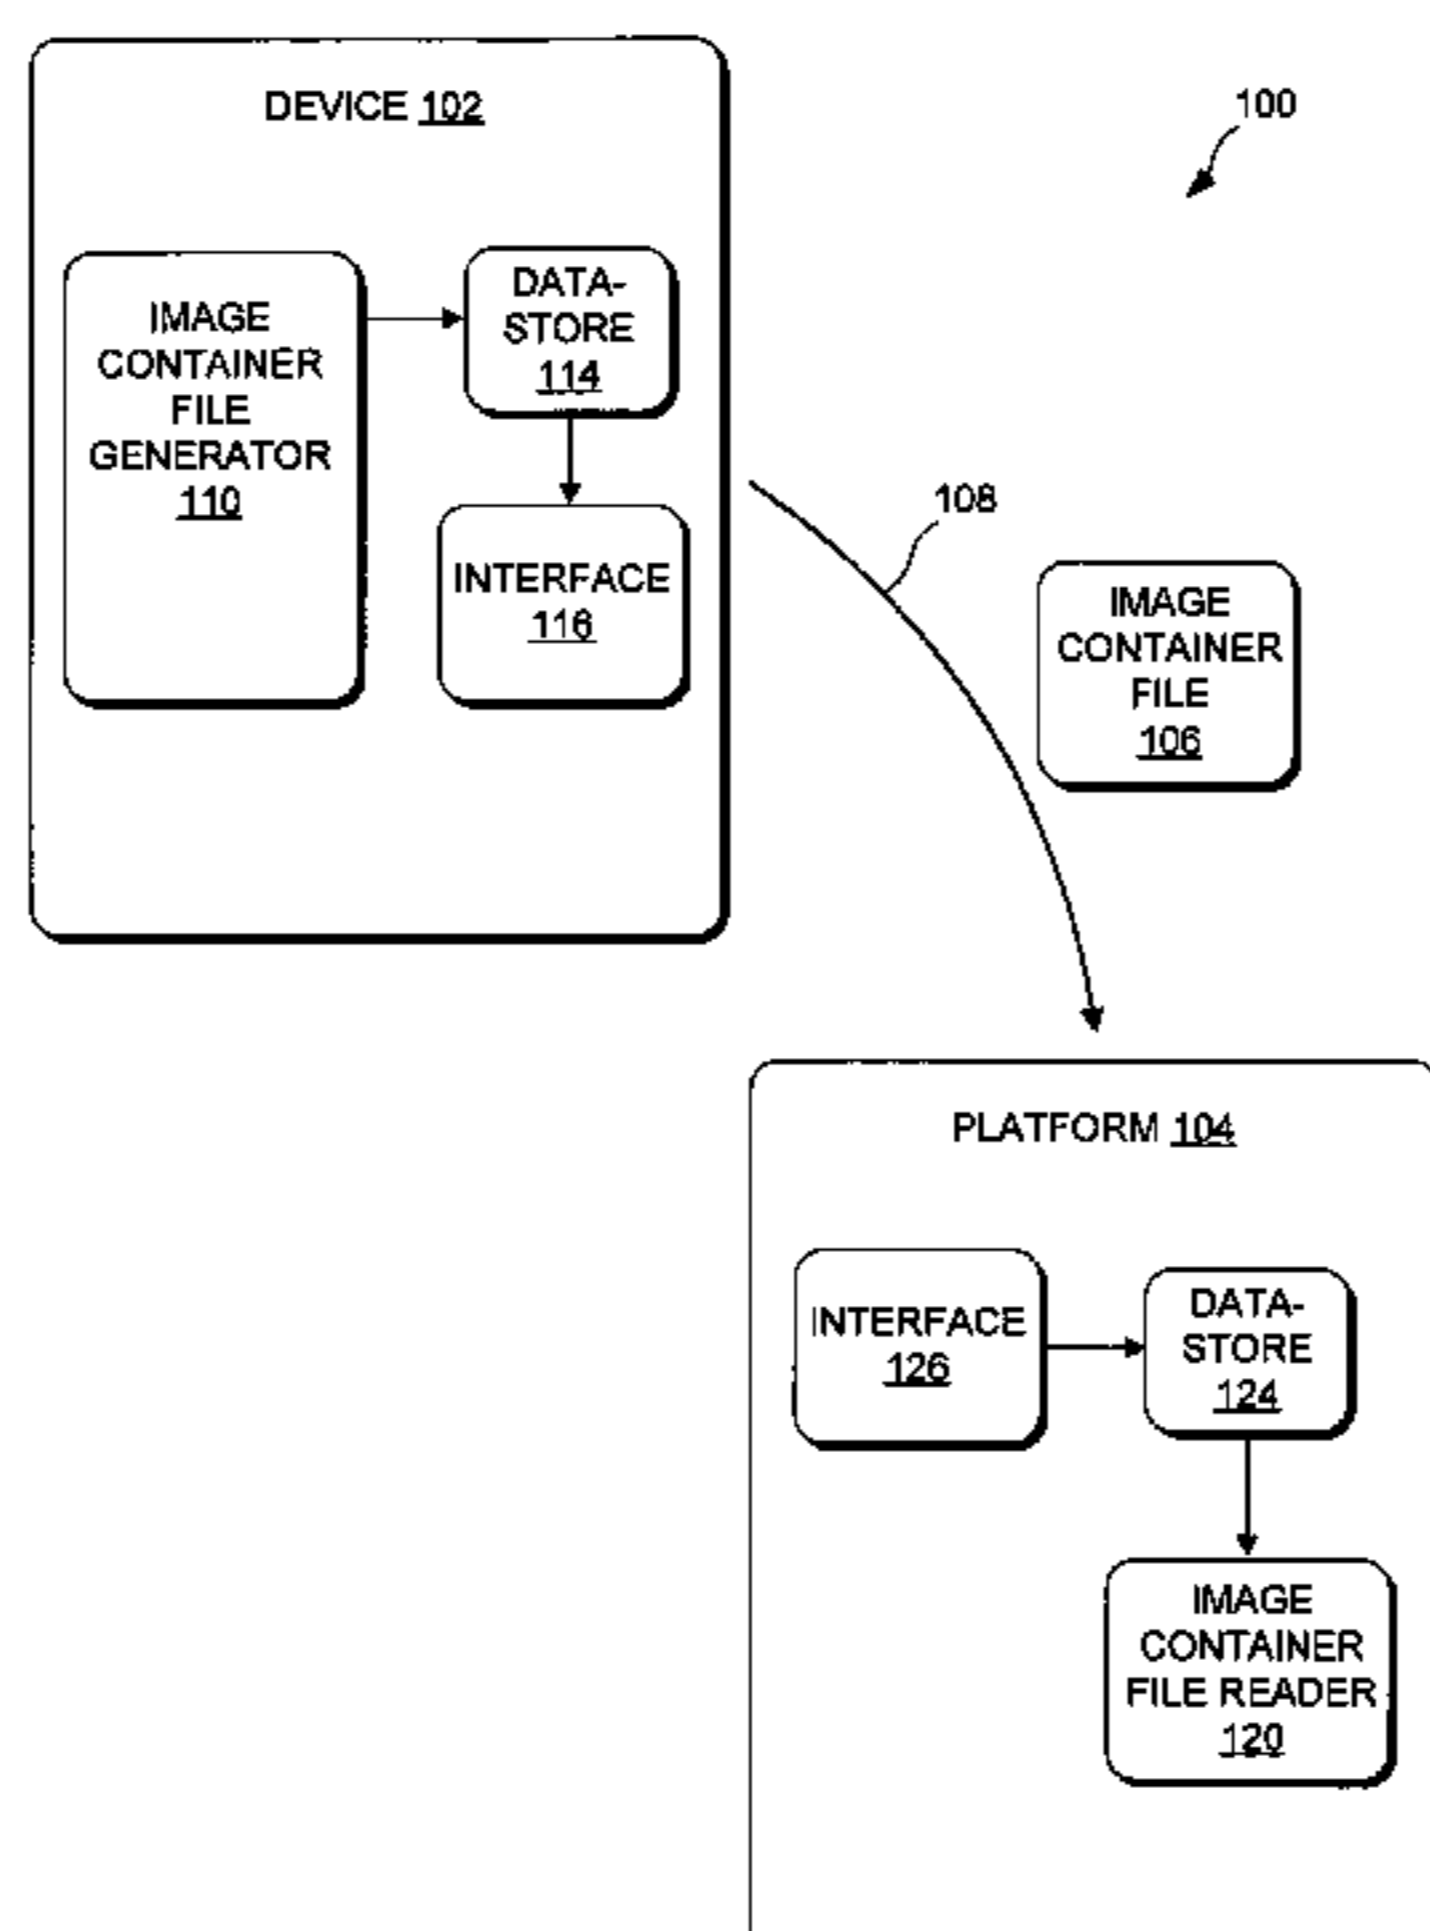 DEVICE 102
100
IMAGE
CONTAINER
FILE
GENERATOR
110
DATA-
STORE
114
INTERFACE
116
108
IMAGE
CONTAINER
FILE
106
PLATFORM 104
INTERFACE
126
DATA-
STORE
124
IMAGE
CONTAINER
FILE READER
120